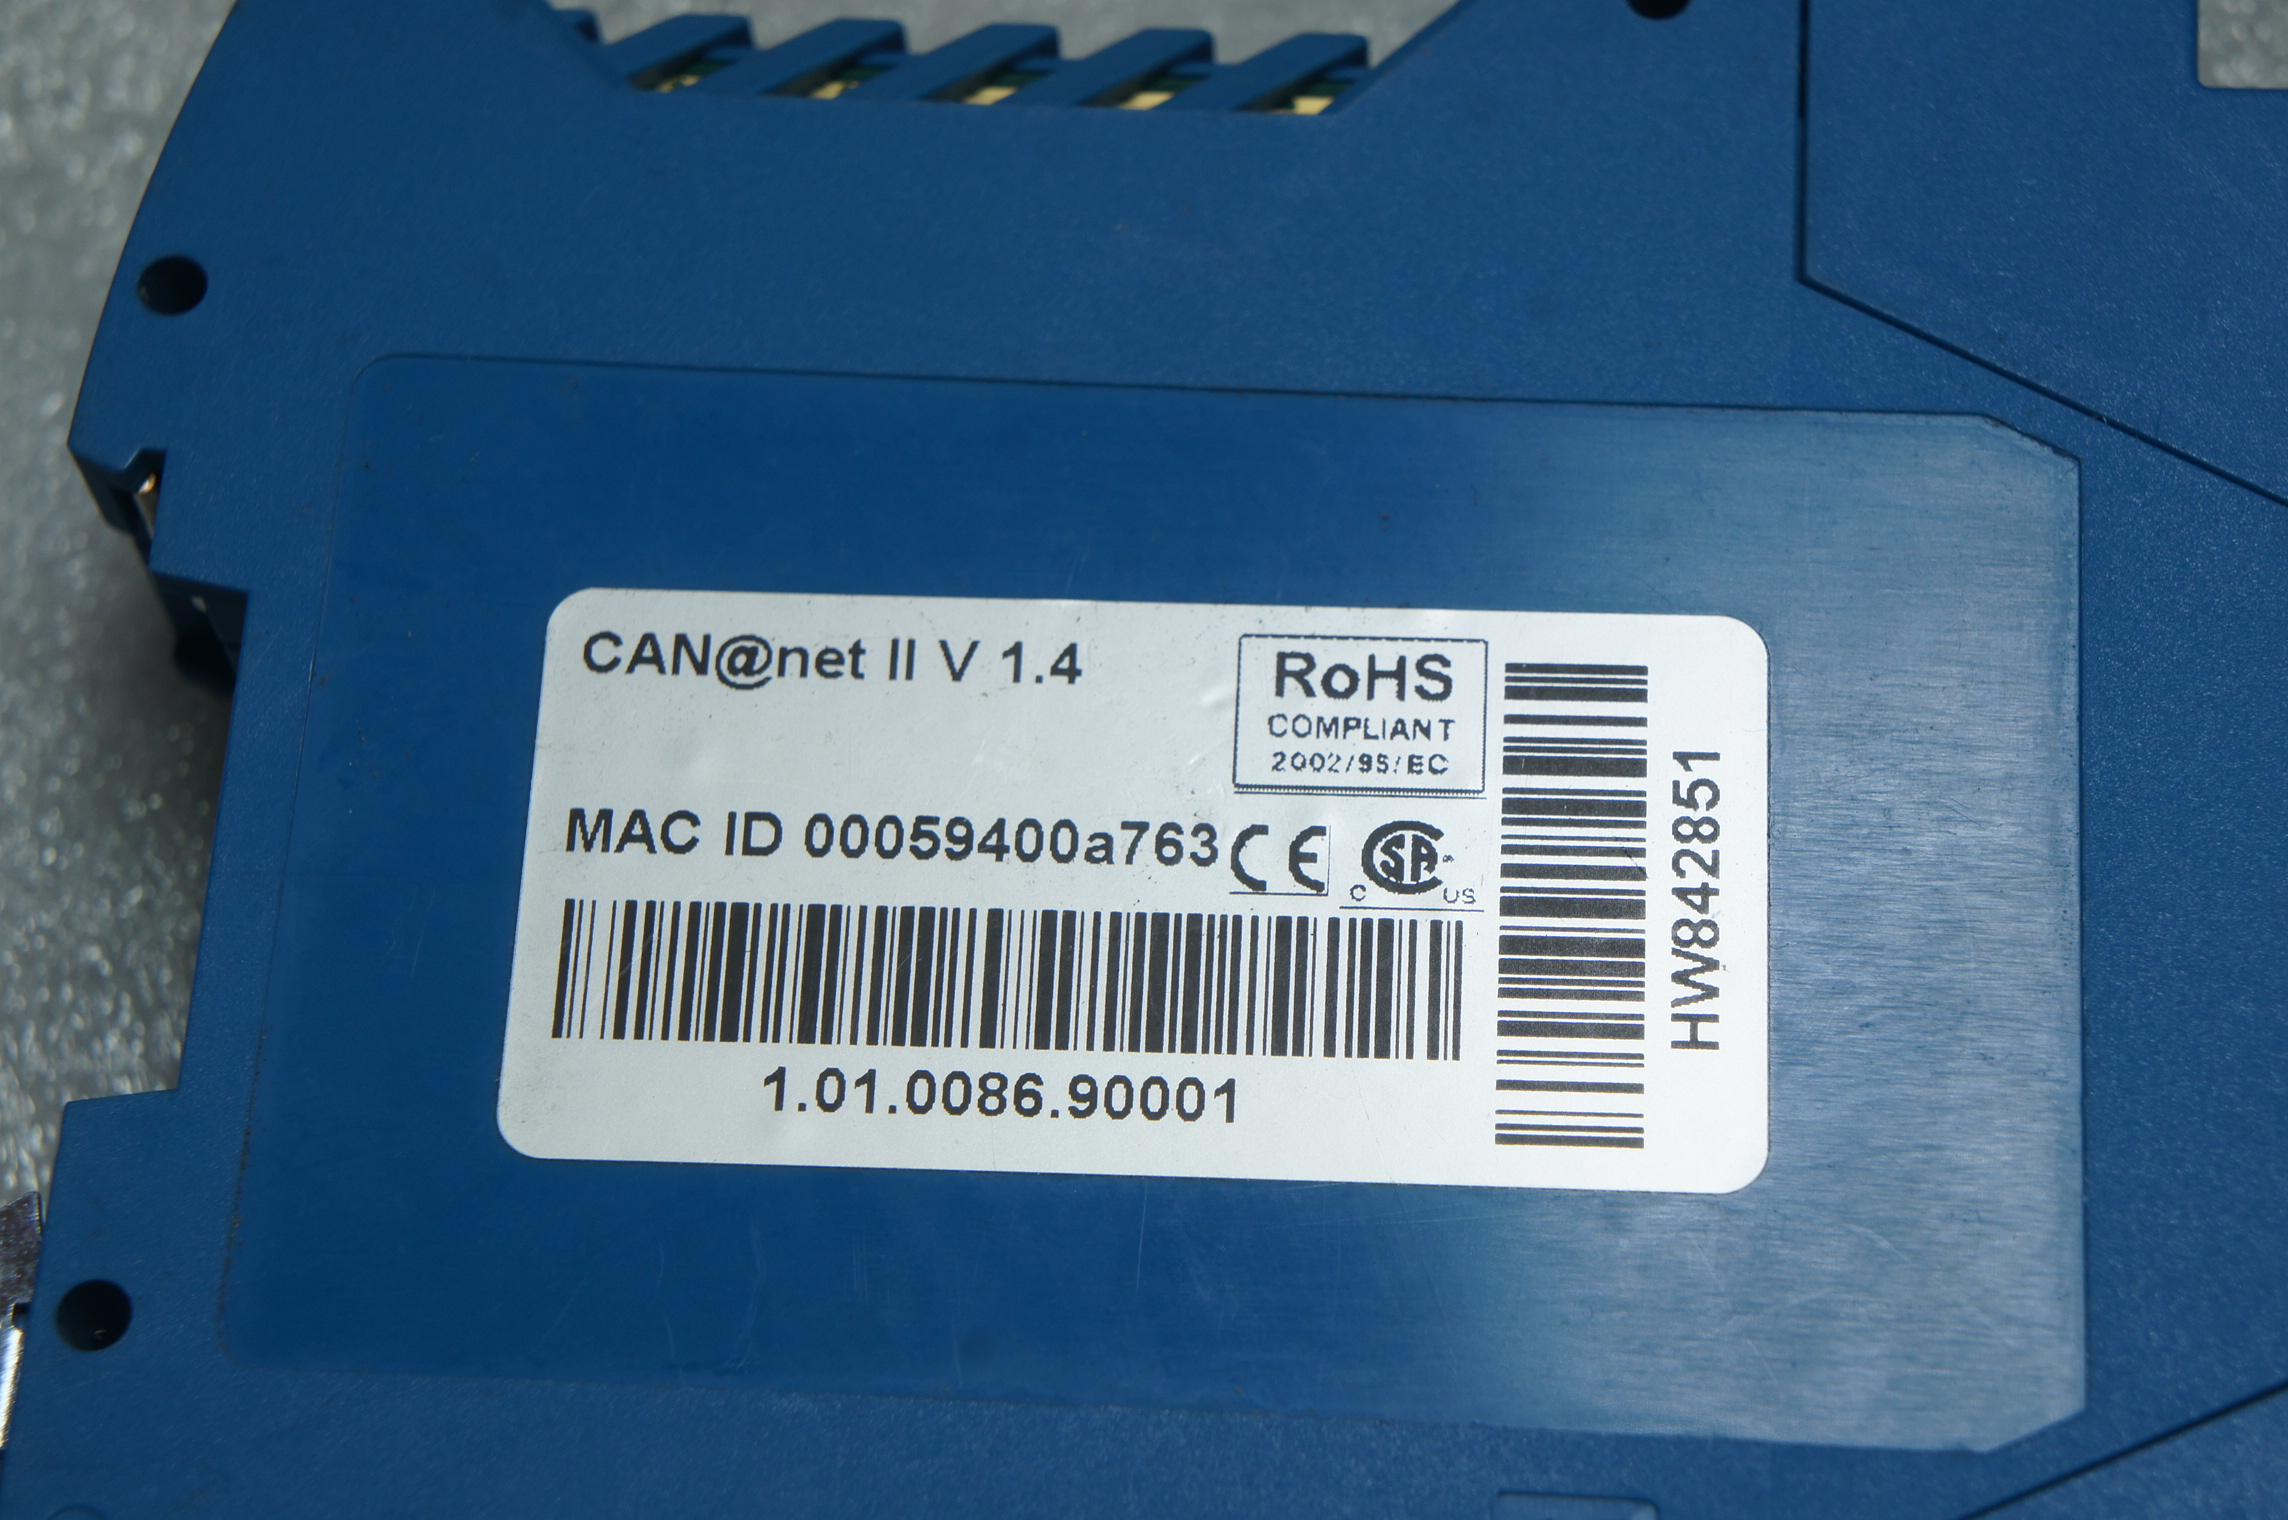 CAN@net II V 1.4
RoHS
COMPLIANT
2002/95/EC
MAC ID 00059400a763
CE
C SA US
1.01.0086.90001
HW842851